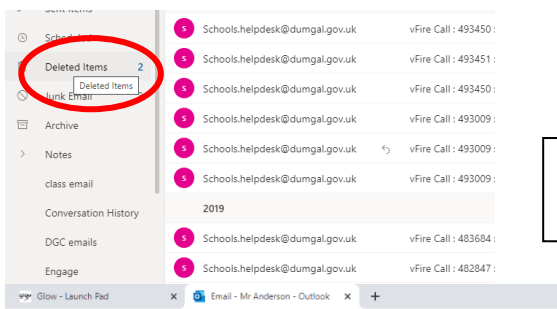 Schools.helpdesk@dumgal.gov.uk vFire Call : 493450 :
Schools.helpdesk@dumgal.gov.uk vFire Call : 493451 :
Deleted Items 2
Schools.helpdesk@dumgal.gov.uk vFire Call : 493450 :
Deleted Items
Junk Email
Schools.helpdesk@dumgal.gov.uk vFire Call : 493009 :
Archive
Schools.helpdesk@dumgal.gov.uk vFire Call : 493009 :
Notes
Schools.helpdesk@dumgal.gov.uk vFire Call : 493009 :
class email
2019
Conversation History
Schools.helpdesk@dumgal.gov.uk vFire Call : 483684 :
DGC emails
Schools.helpdesk@dumgal.gov.uk vFire Call : 482847 :
Engage
Glow - Launch Pad
Email - Mr Anderson - Outlook